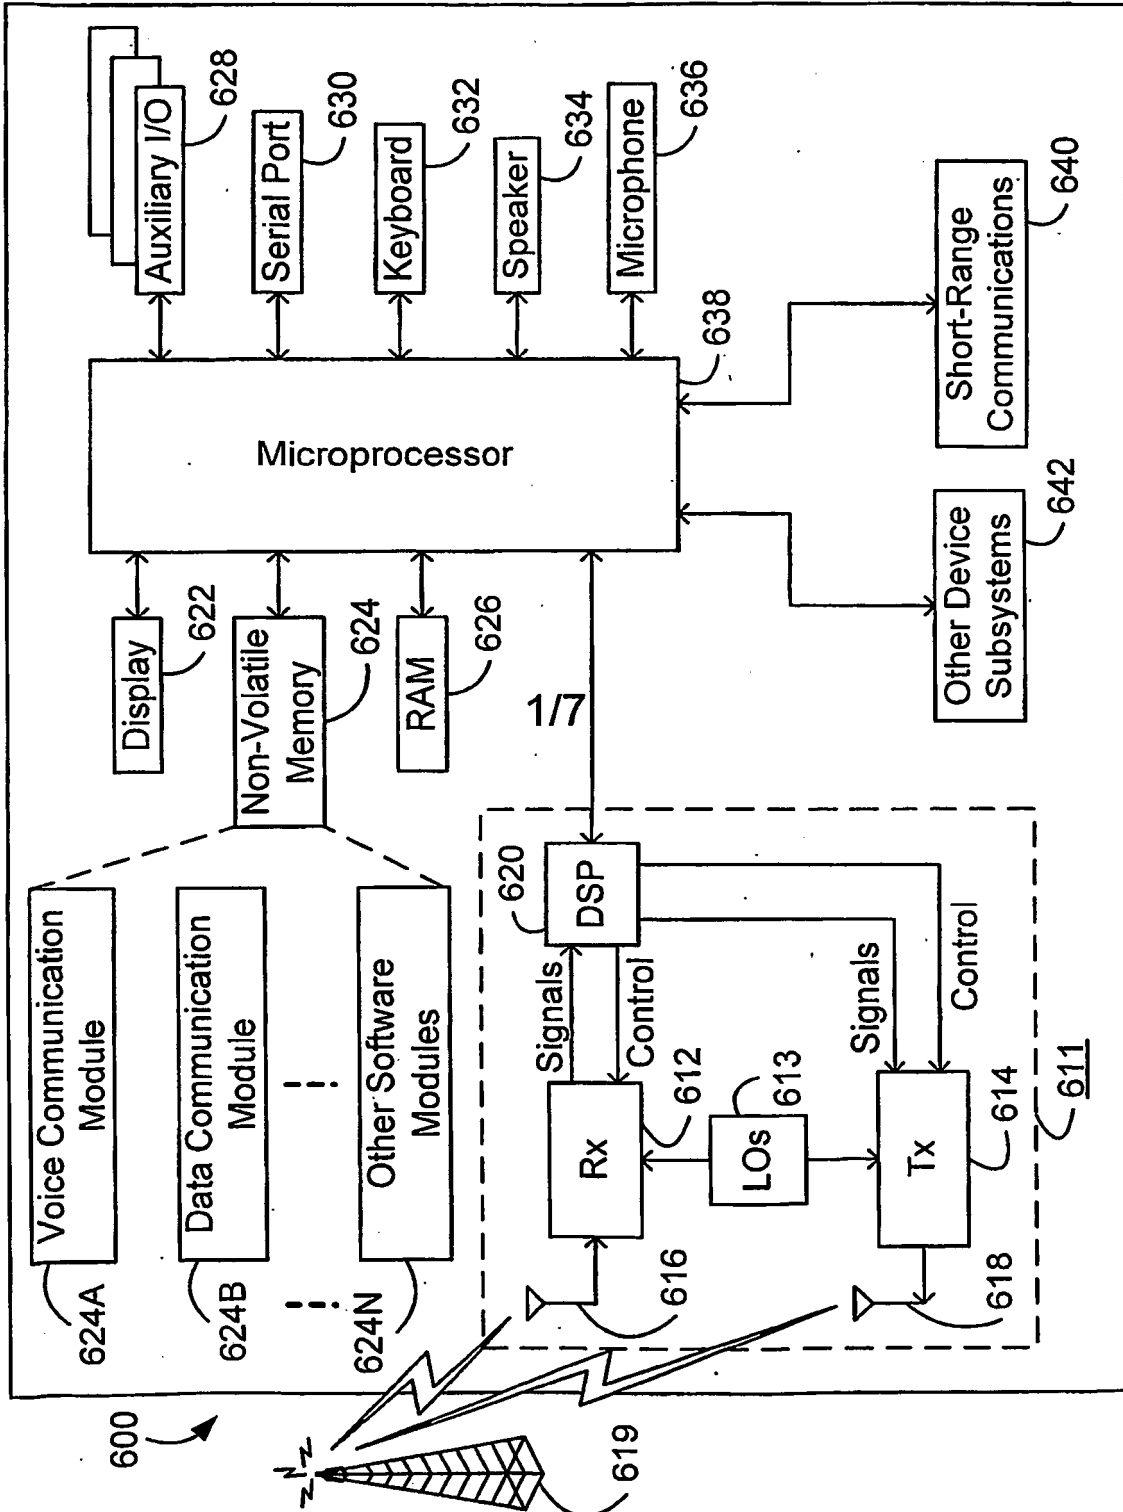 600
619
Voice Communication
Module
624A
Data Communication
Module
624B
Other Software
Modules
624N
Display
622
Non-Volatile
Memory
624
RAM
626
1/7
Microprocessor
638
Auxiliary I/O
628
Serial Port
630
Keyboard
632
Speaker
634
Microphone
636
Short-Range
Communications
640
Other Device
Subsystems
642
DSP
620
Signals
Control
Rx
612
616
LOs
613
Signals
Control
Tx
614
618
611